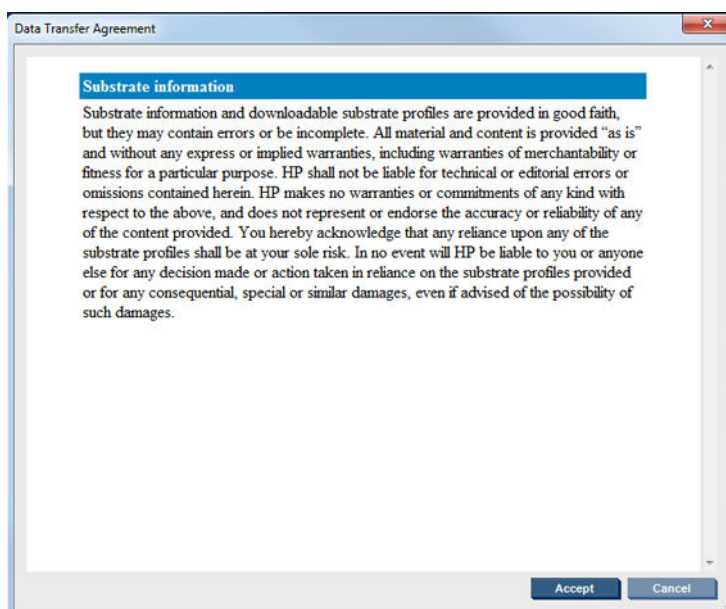 Data Transfer Agreement
Substrate information
Substrate information and downloadable substrate profiles are provided in good faith,
but they may contain errors or be incomplete. All material and content is provided “as is”
and without any express or implied warranties, including warranties of merchantability or
fitness for a particular purpose. HP shall not be liable for technical or editorial errors or
omissions contained herein. HP makes no warranties or commitments of any kind with
respect to the above, and does not represent or endorse the accuracy or reliability of any
of the content provided. You hereby acknowledge that any reliance upon any of the
substrate profiles shall be at your sole risk. In no event will HP be liable to you or anyone
else for any decision made or action taken in reliance on the substrate profiles provided
or for any consequential, special or similar damages, even if advised of the possibility of
such damages.
Accept Cancel